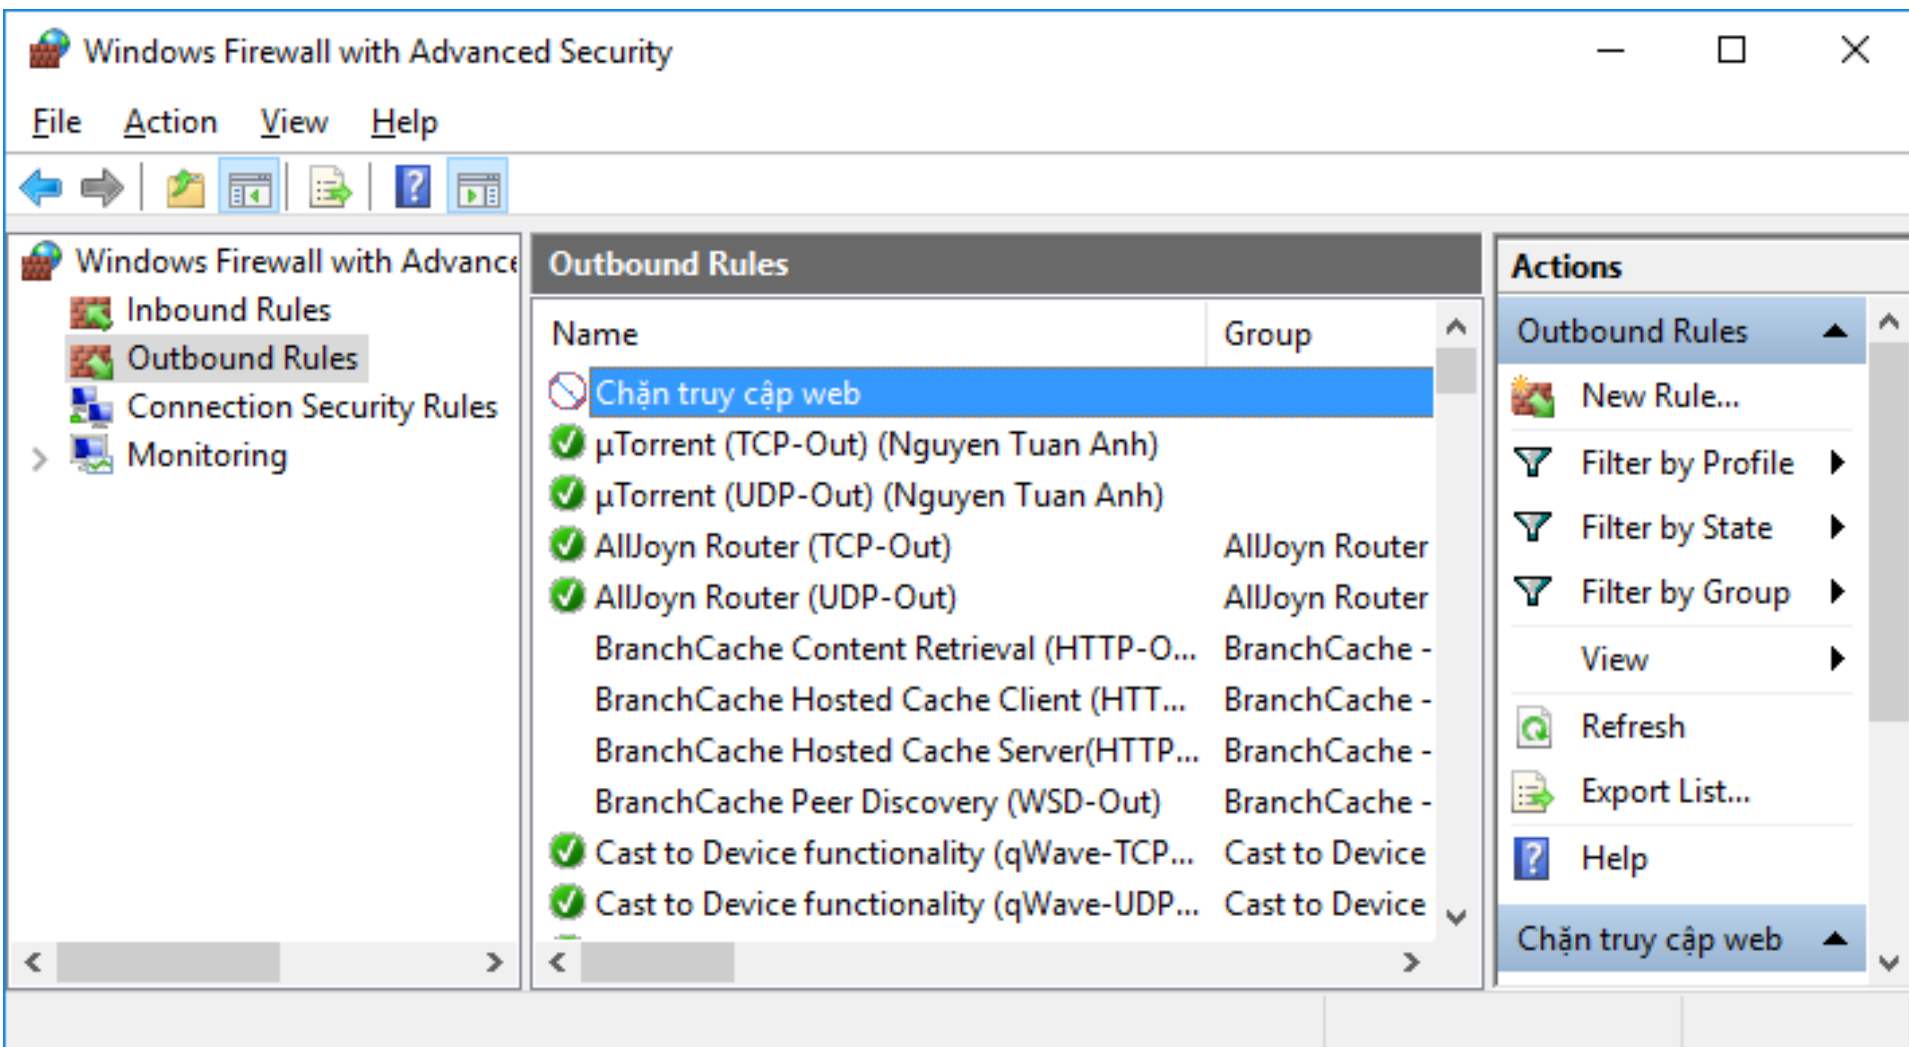 Windows Firewall with Advanced Security
File Action View Help
Windows Firewall with Advance
Inbound Rules
Outbound Rules
Connection Security Rules
Monitoring
Outbound Rules
Name Group
Chặn truy cập web
µTorrent (TCP-Out) (Nguyen Tuan Anh)
µTorrent (UDP-Out) (Nguyen Tuan Anh)
AllJoyn Router (TCP-Out) AllJoyn Router
AllJoyn Router (UDP-Out) AllJoyn Router
BranchCache Content Retrieval (HTTP-O... BranchCache -
BranchCache Hosted Cache Client (HTT... BranchCache -
BranchCache Hosted Cache Server(HTTP... BranchCache -
BranchCache Peer Discovery (WSD-Out) BranchCache -
Cast to Device functionality (qWave-TCP... Cast to Device
Cast to Device functionality (qWave-UDP... Cast to Device
Actions
Outbound Rules
New Rule...
Filter by Profile
Filter by State
Filter by Group
View
Refresh
Export List...
Help
Chặn truy cập web